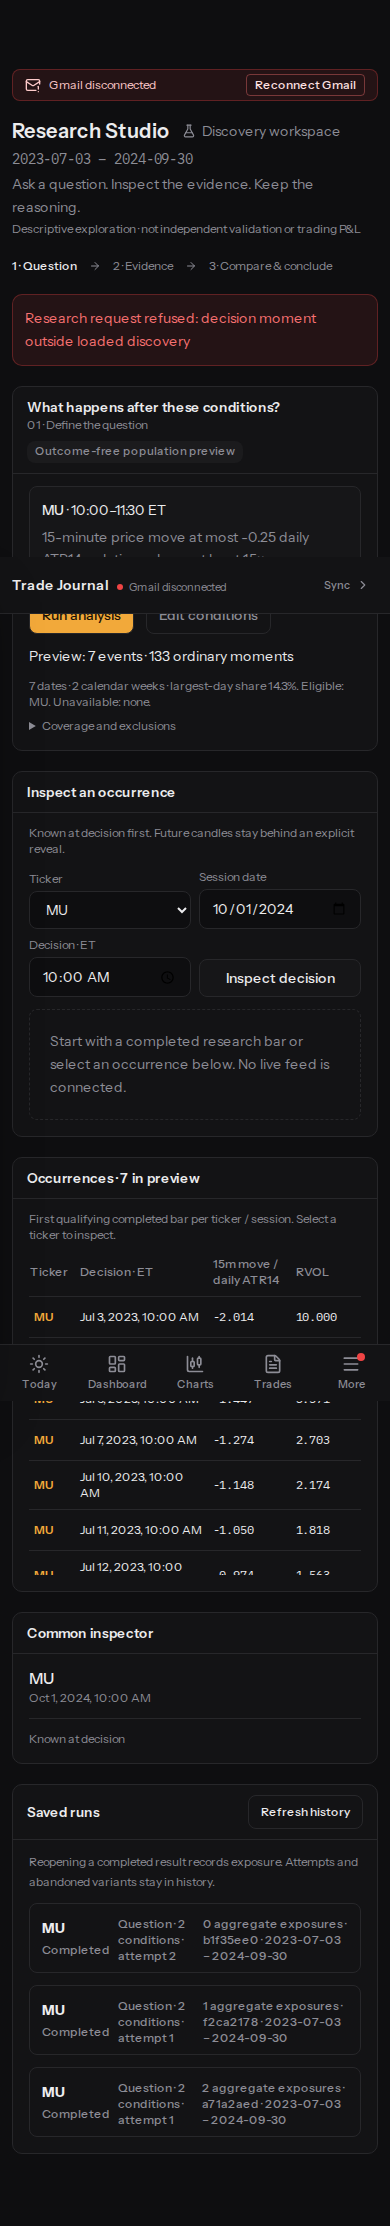 Gmail disconnected
Reconnect Gmail
Research Studio
Discovery workspace
2023-07-03 – 2024-09-30
Ask a question. Inspect the evidence. Keep the
reasoning.
Descriptive exploration · not independent validation or trading P&L
1 · Question → 2 · Evidence → 3 · Compare & conclude
Research request refused: decision moment
outside loaded discovery
What happens after these conditions?
01 · Define the question
Outcome-free population preview
MU · 10:00–11:30 ET
15-minute price move at most -0.25 daily
Trade Journal
Gmail disconnected
Sync
Run analysis
Edit conditions
Preview: 7 events · 133 ordinary moments
7 dates · 2 calendar weeks · largest-day share 14.3%. Eligible:
MU. Unavailable: none.
Coverage and exclusions
Inspect an occurrence
Known at decision first. Future candles stay behind an explicit
reveal.
Ticker
Session date
MU
10/01/2024
Decision · ET
10:00 AM
Inspect decision
Start with a completed research bar or
select an occurrence below. No live feed is
connected.
Occurrences · 7 in preview
First qualifying completed bar per ticker / session. Select a
ticker to inspect.
Ticker Decision · ET 15m move / daily ATR14 RVOL
MU Jul 3, 2023, 10:00 AM -2.014 10.000
Today Dashboard Charts Trades More
MU Jul 7, 2023, 10:00 AM -1.274 2.703
MU Jul 10, 2023, 10:00 AM -1.148 2.174
MU Jul 11, 2023, 10:00 AM -1.050 1.818
MU Jul 12, 2023, 10:00
Common inspector
MU
Oct 1, 2024, 10:00 AM
Known at decision
Saved runs
Refresh history
Reopening a completed result records exposure. Attempts and
abandoned variants stay in history.
MU
Completed
Question · 2
conditions ·
attempt 2
0 aggregate exposures ·
b1f35ee0 · 2023-07-03
– 2024-09-30
MU
Completed
Question · 2
conditions ·
attempt 1
1 aggregate exposures ·
f2ca2178 · 2023-07-03
– 2024-09-30
MU
Completed
Question · 2
conditions ·
attempt 1
2 aggregate exposures ·
a71a2aed · 2023-07-03
– 2024-09-30